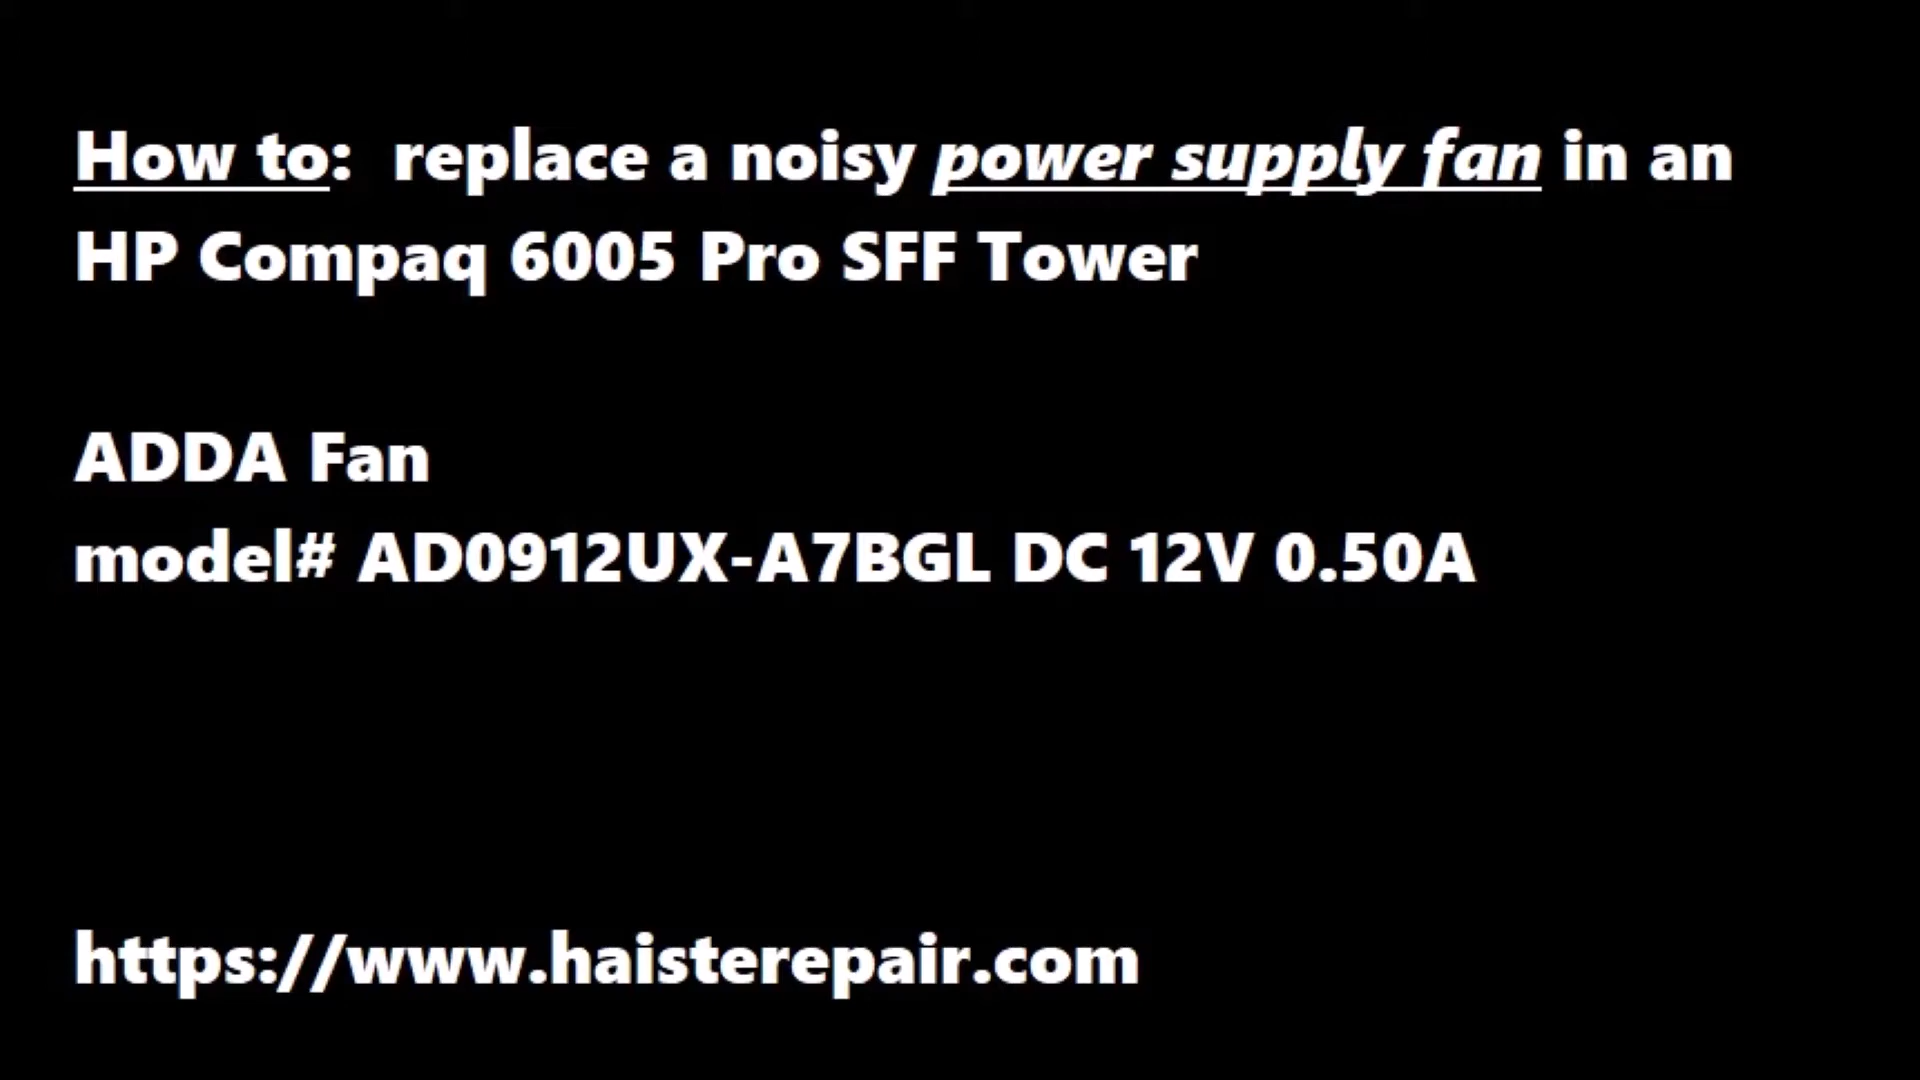 How to:  replace a noisy power supply fan in an
HP Compaq 6005 Pro SFF Tower
ADDA Fan
model# AD0912UX-A7BGL DC 12V 0.50A
https://www.haisterepair.com